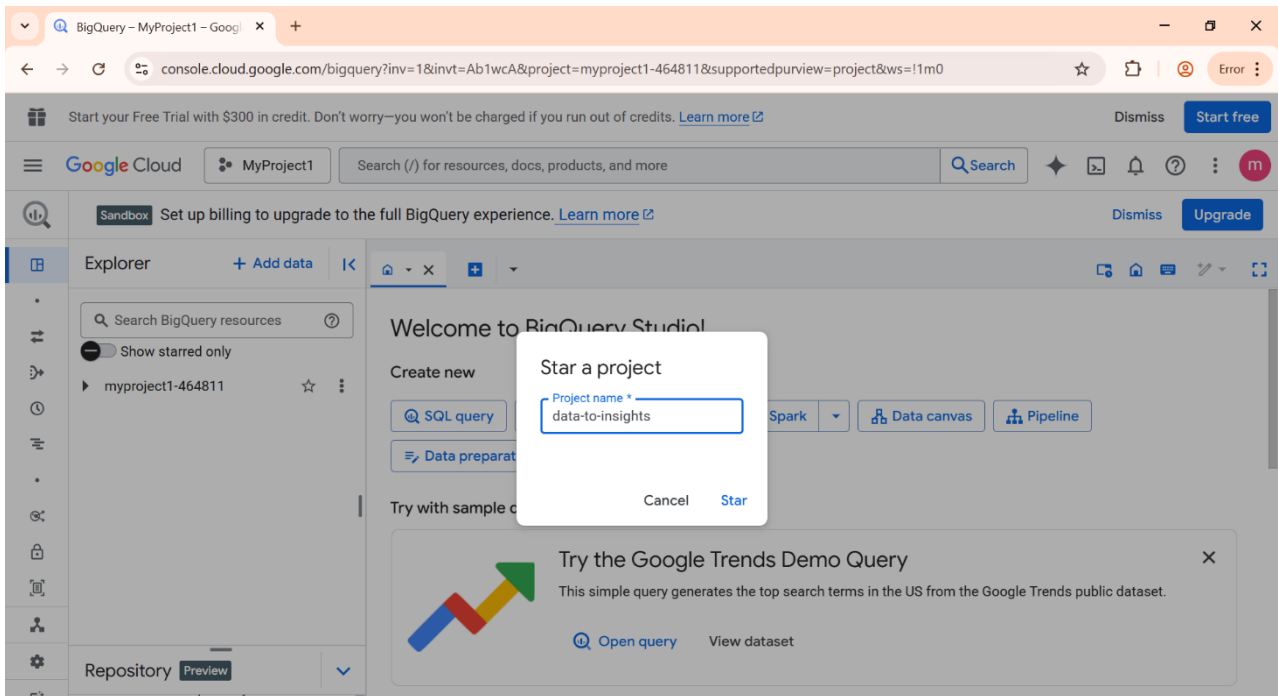 BigQuery – MyProject1 – Googl
console.cloud.google.com/bigquery?inv=1&invt=Ab1wcA&project=myproject1-464811&supportedpurview=project&ws=!1m0
Error
Start your Free Trial with $300 in credit. Don't worry—you won't be charged if you run out of credits. Learn more
Dismiss
Start free
Google Cloud
MyProject1
Search (/) for resources, docs, products, and more
Search
m
Sandbox Set up billing to upgrade to the full BigQuery experience. Learn more
Dismiss
Upgrade
Explorer
+ Add data
Search BigQuery resources
Show starred only
myproject1-464811
Welcome to BigQuery Studio!
Create new
SQL query
Spark
Data canvas
Pipeline
Data preparat
Try with sample d
Star a project
Project name *
data-to-insights
Cancel
Star
Try the Google Trends Demo Query
This simple query generates the top search terms in the US from the Google Trends public dataset.
Open query
View dataset
Repository Preview